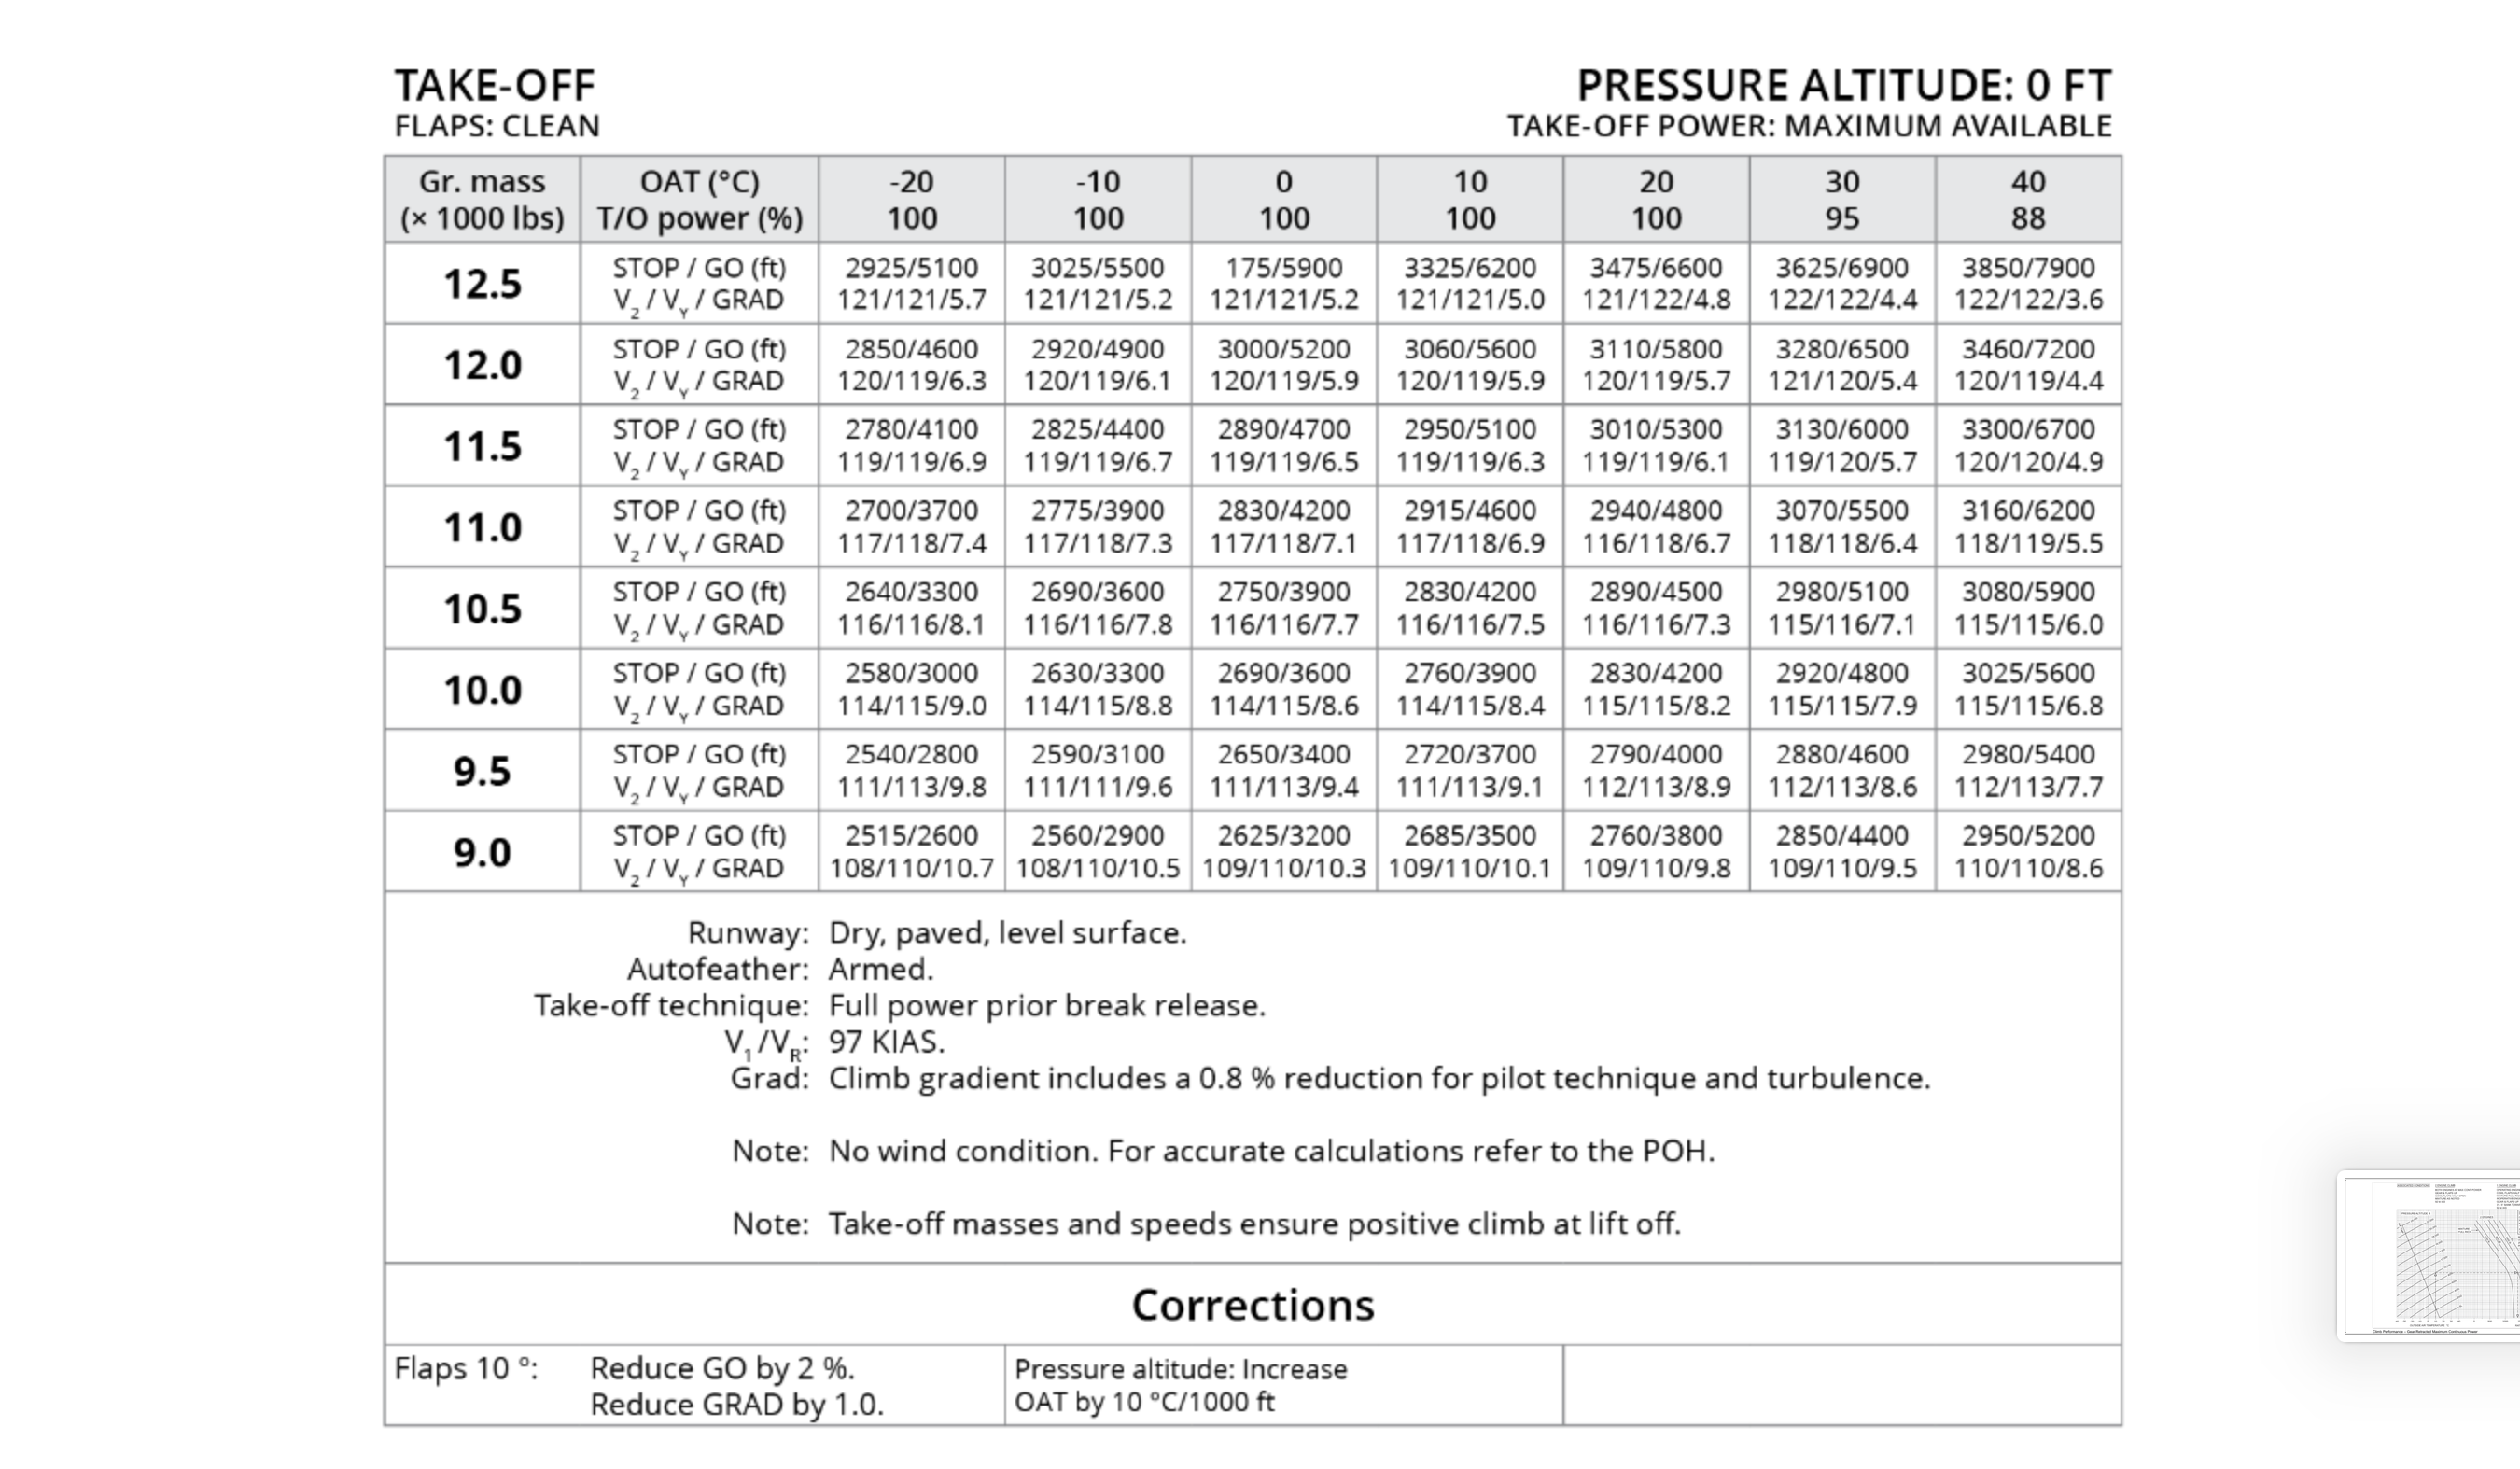 TAKE-OFF
FLAPS: CLEAN
PRESSURE ALTITUDE: 0 FT
TAKE-OFF POWER: MAXIMUM AVAILABLE
Gr. mass (× 1000 lbs) OAT (°C) T/O power (%) -20 100 -10 100 0 100 10 100 20 100 30 95 40 88
12.5 STOP / GO (ft) 2925/5100 3025/5500 175/5900 3325/6200 3475/6600 3625/6900 3850/7900
V2 / VY / GRAD 121/121/5.7 121/121/5.2 121/121/5.2 121/121/5.0 121/122/4.8 122/122/4.4 122/122/3.6
12.0 STOP / GO (ft) 2850/4600 2920/4900 3000/5200 3060/5600 3110/5800 3280/6500 3460/7200
V2 / VY / GRAD 120/119/6.3 120/119/6.1 120/119/5.9 120/119/5.9 120/119/5.7 121/120/5.4 120/119/4.4
11.5 STOP / GO (ft) 2780/4100 2825/4400 2890/4700 2950/5100 3010/5300 3130/6000 3300/6700
V2 / VY / GRAD 119/119/6.9 119/119/6.7 119/119/6.5 119/119/6.3 119/119/6.1 119/120/5.7 120/120/4.9
11.0 STOP / GO (ft) 2700/3700 2775/3900 2830/4200 2915/4600 2940/4800 3070/5500 3160/6200
V2 / VY / GRAD 117/118/7.4 117/118/7.3 117/118/7.1 117/118/6.9 116/118/6.7 118/118/6.4 118/119/5.5
10.5 STOP / GO (ft) 2640/3300 2690/3600 2750/3900 2830/4200 2890/4500 2980/5100 3080/5900
V2 / VY / GRAD 116/116/8.1 116/116/7.8 116/116/7.7 116/116/7.5 116/116/7.3 115/116/7.1 115/115/6.0
10.0 STOP / GO (ft) 2580/3000 2630/3300 2690/3600 2760/3900 2830/4200 2920/4800 3025/5600
V2 / VY / GRAD 114/115/9.0 114/115/8.8 114/115/8.6 114/115/8.4 115/115/8.2 115/115/7.9 115/115/6.8
9.5 STOP / GO (ft) 2540/2800 2590/3100 2650/3400 2720/3700 2790/4000 2880/4600 2980/5400
V2 / VY / GRAD 111/113/9.8 111/111/9.6 111/113/9.4 111/113/9.1 112/113/8.9 112/113/8.6 112/113/7.7
9.0 STOP / GO (ft) 2515/2600 2560/2900 2625/3200 2685/3500 2760/3800 2850/4400 2950/5200
V2 / VY / GRAD 108/110/10.7 108/110/10.5 109/110/10.3 109/110/10.1 109/110/9.8 109/110/9.5 110/110/8.6
Runway: Dry, paved, level surface.
Autofeather: Armed.
Take-off technique: Full power prior break release.
V1/VR: 97 KIAS.
Grad: Climb gradient includes a 0.8 % reduction for pilot technique and turbulence.
Note: No wind condition. For accurate calculations refer to the POH.
Note: Take-off masses and speeds ensure positive climb at lift off.
Corrections
Flaps 10 º: Reduce GO by 2 %.
Reduce GRAD by 1.0.
Pressure altitude: Increase
OAT by 10 °C/1000 ft